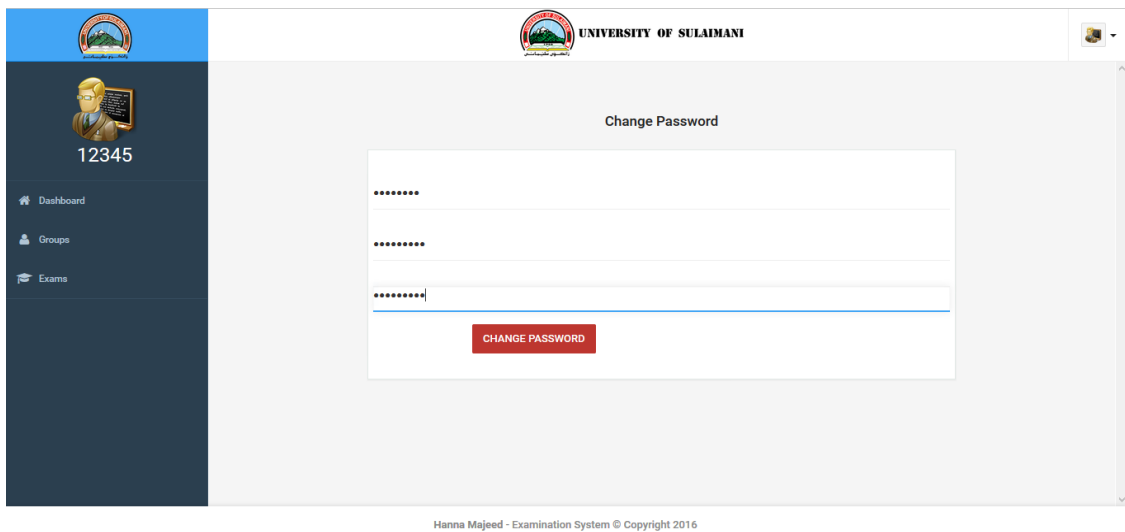 UNIVERSITY OF SULAIMANI
12345
Dashboard
Groups
Exams
Change Password
••••••••
•••••••••
•••••••••
CHANGE PASSWORD
Hanna Majeed - Examination System © Copyright 2016